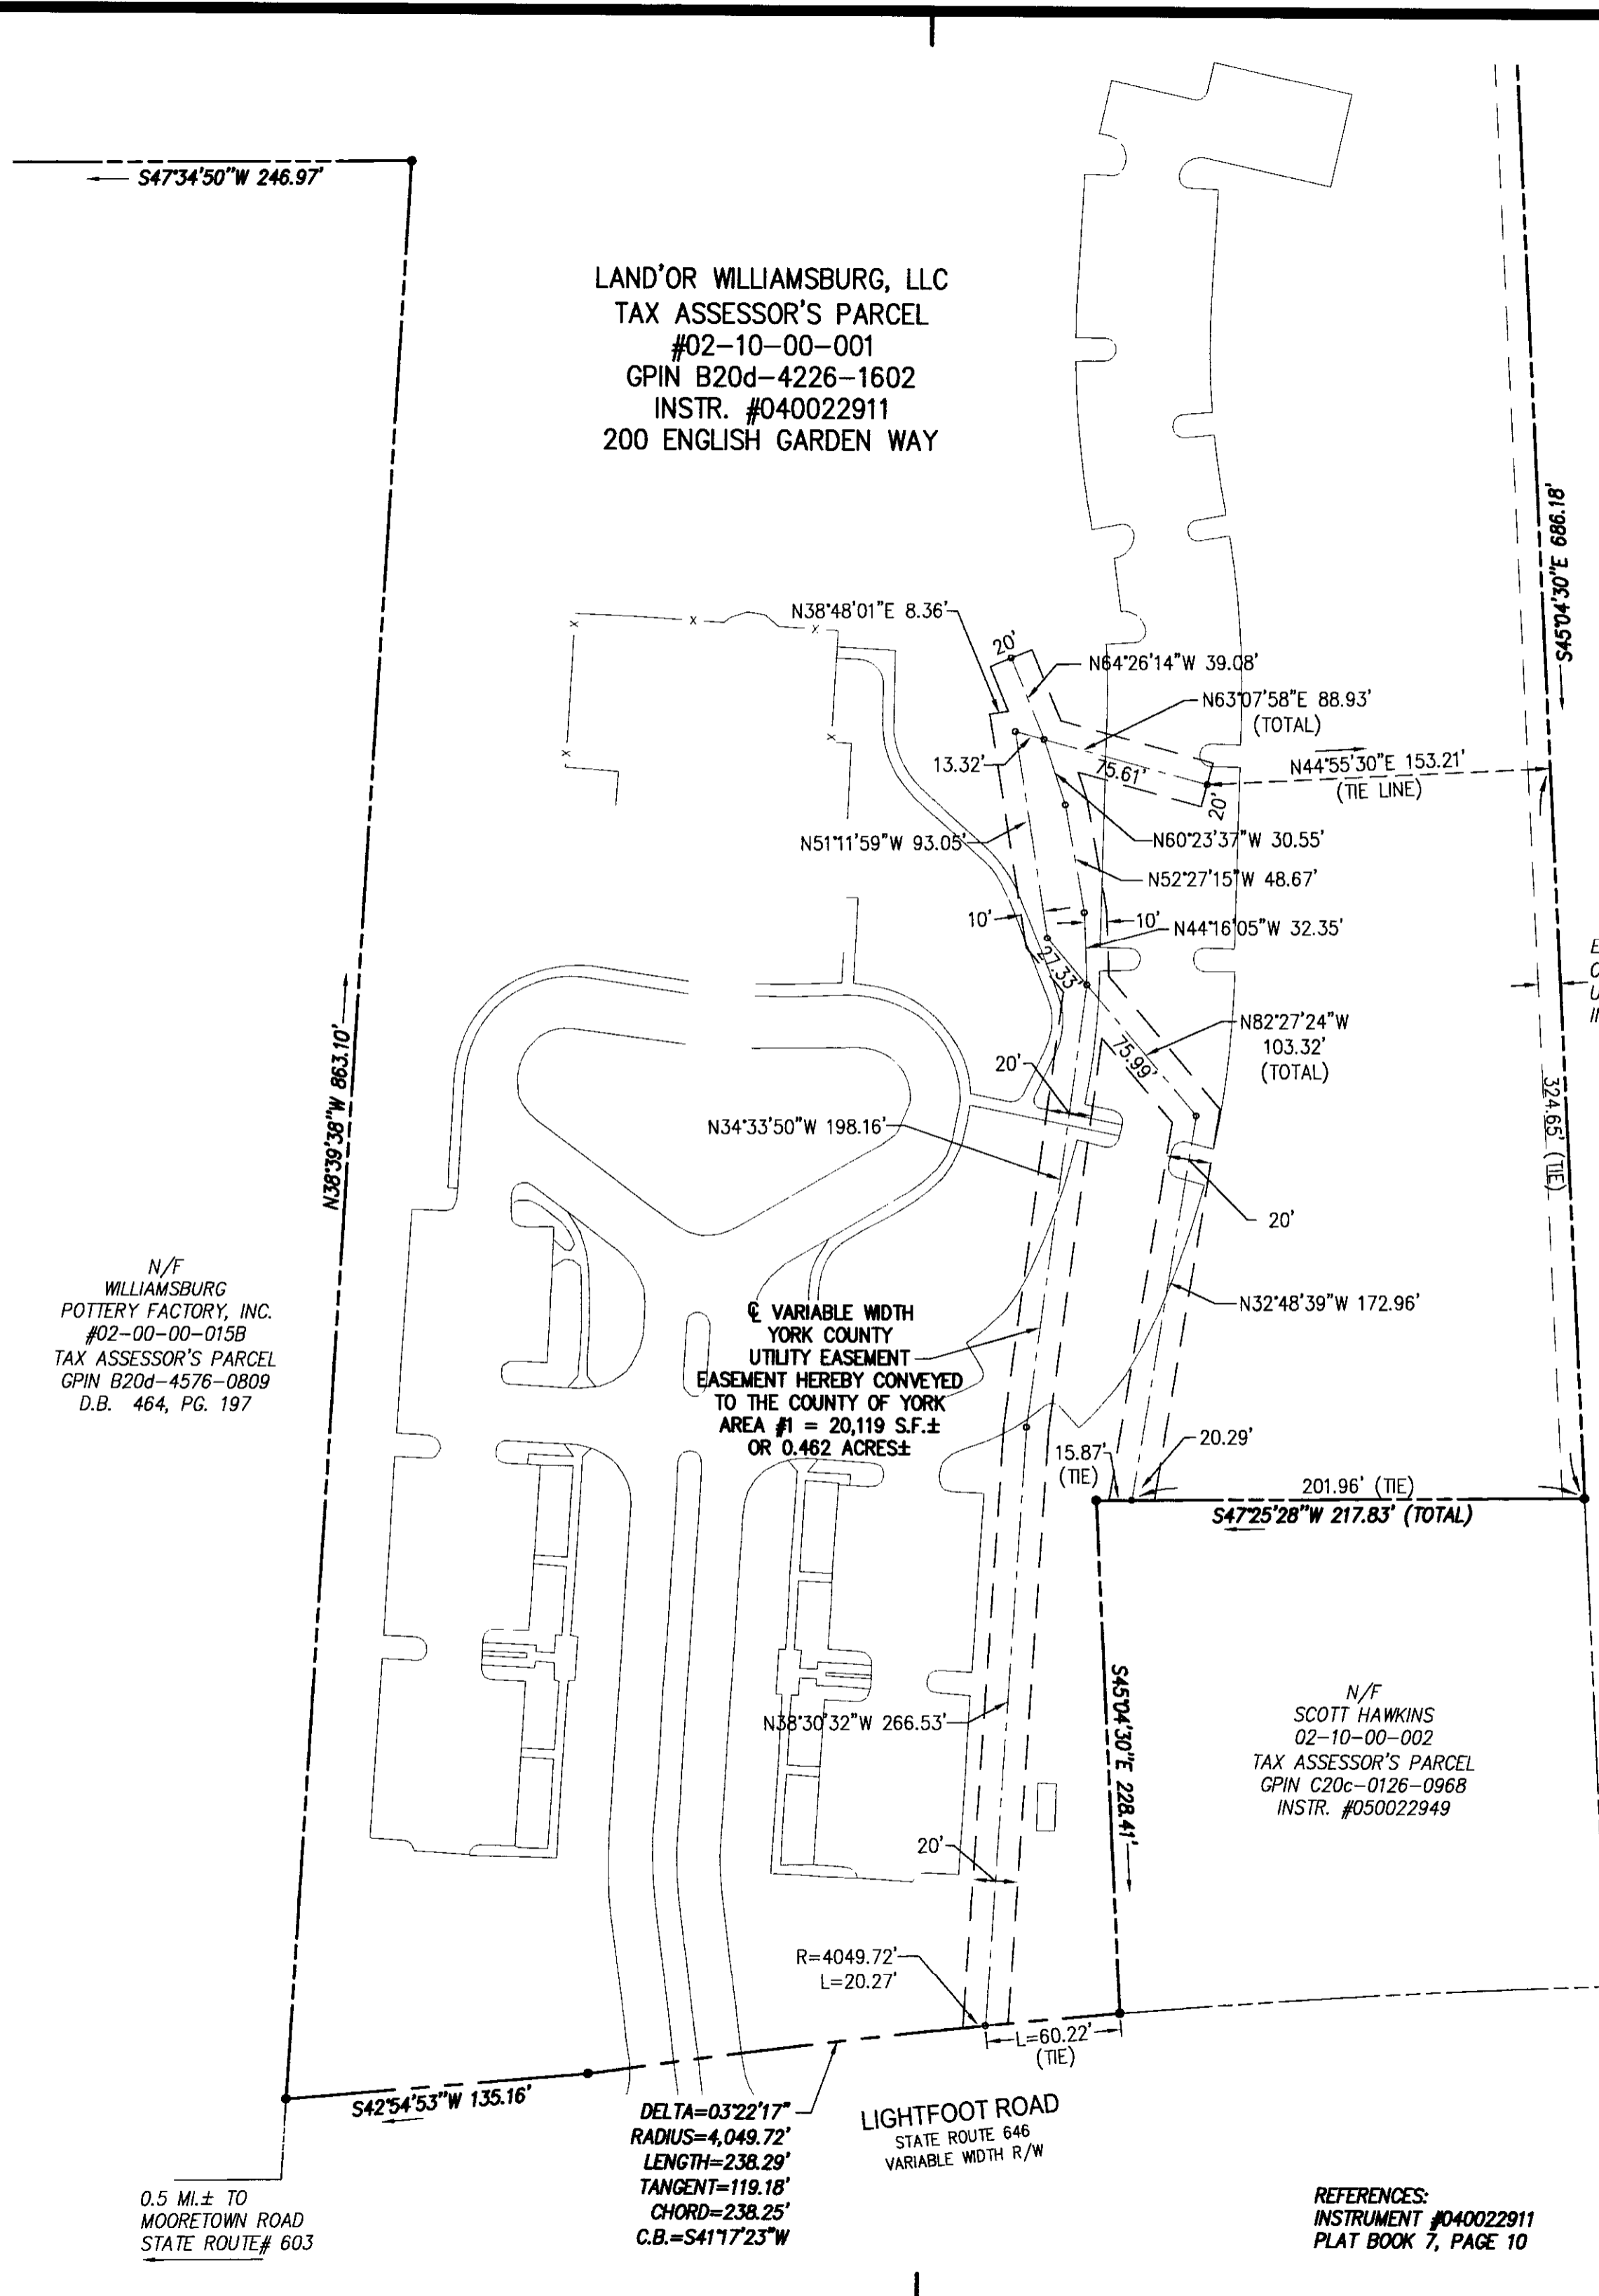 S47°34'50"W 246.97'
LAND'OR WILLIAMSBURG, LLC
TAX ASSESSOR'S PARCEL
#02-10-00-001
GPIN B20d-4226-1602
INSTR. #040022911
200 ENGLISH GARDEN WAY
S45°04'30"E 686.18'
N38°48'01"E 8.36'
20'
N64°26'14"W 39.08'
N63°07'58"E 88.93'
(TOTAL)
13.32'
75.61'
N44°55'30"E 153.21'
(TIE LINE)
20'
N51°11'59"W 93.05'
N60°23'37"W 30.55'
N52°27'15"W 48.67'
10'
10'
N44°16'05"W 32.35'
27.33'
N82°27'24"W
103.32'
(TOTAL)
75.99'
20'
N38°39'38"W 863.10'
324.65' (TIE)
N34°33'50"W 198.16'
20'
N/F
WILLIAMSBURG
POTTERY FACTORY, INC.
#02-00-00-015B
TAX ASSESSOR'S PARCEL
GPIN B20d-4576-0809
D.B. 464, PG. 197
N32°48'39"W 172.96'
℄ VARIABLE WIDTH
YORK COUNTY
UTILITY EASEMENT
EASEMENT HEREBY CONVEYED
TO THE COUNTY OF YORK
AREA #1 = 20,119 S.F.±
OR 0.462 ACRES±
15.87'
(TIE)
20.29'
201.96' (TIE)
S47°25'28"W 217.83' (TOTAL)
S45°04'30"E 228.41'
N/F
SCOTT HAWKINS
02-10-00-002
TAX ASSESSOR'S PARCEL
GPIN C20c-0126-0968
INSTR. #050022949
N38°30'32"W 266.53'
20'
R=4049.72'
L=20.27'
L=60.22'
(TIE)
S42°54'53"W 135.16'
DELTA=03°22'17"
RADIUS=4,049.72'
LENGTH=238.29'
TANGENT=119.18'
CHORD=238.25'
C.B.=S41°17'23"W
LIGHTFOOT ROAD
STATE ROUTE 646
VARIABLE WIDTH R/W
0.5 MI.± TO
MOORETOWN ROAD
STATE ROUTE# 603
REFERENCES:
INSTRUMENT #040022911
PLAT BOOK 7, PAGE 10